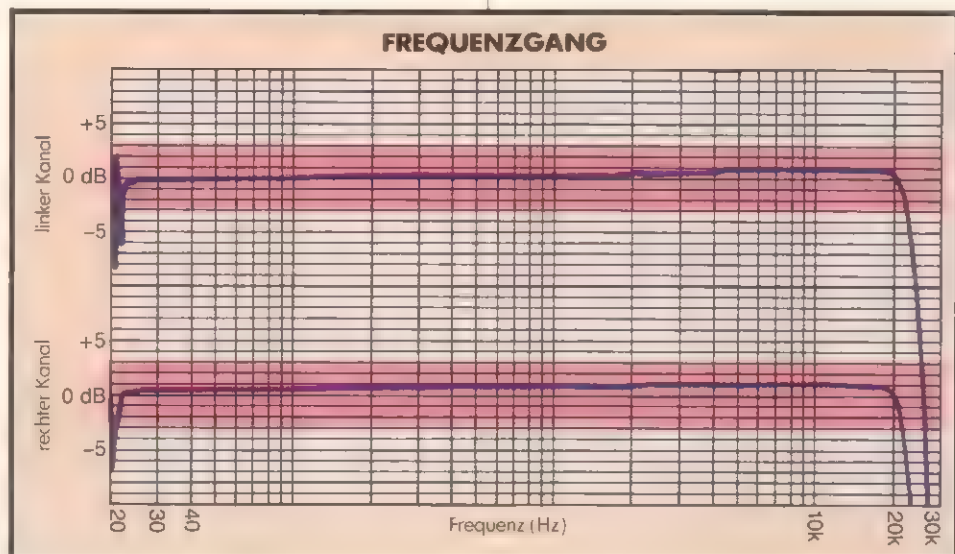 FREQUENZGANG
+5
0 dB
-5
linker Kanal
+5
0 dB
-5
rechter Kanal
20 30 40 Frequenz (Hz) 10k 20k 30k